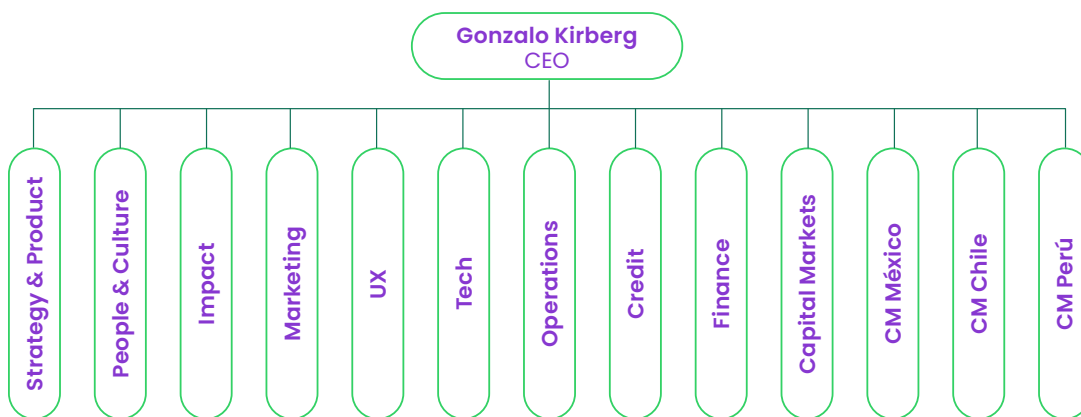 Gonzalo Kirberg
CEO
Strategy & Product
People & Culture
Impact
Marketing
UX
Tech
Operations
Credit
Finance
Capital Markets
CM México
CM Chile
CM Perú